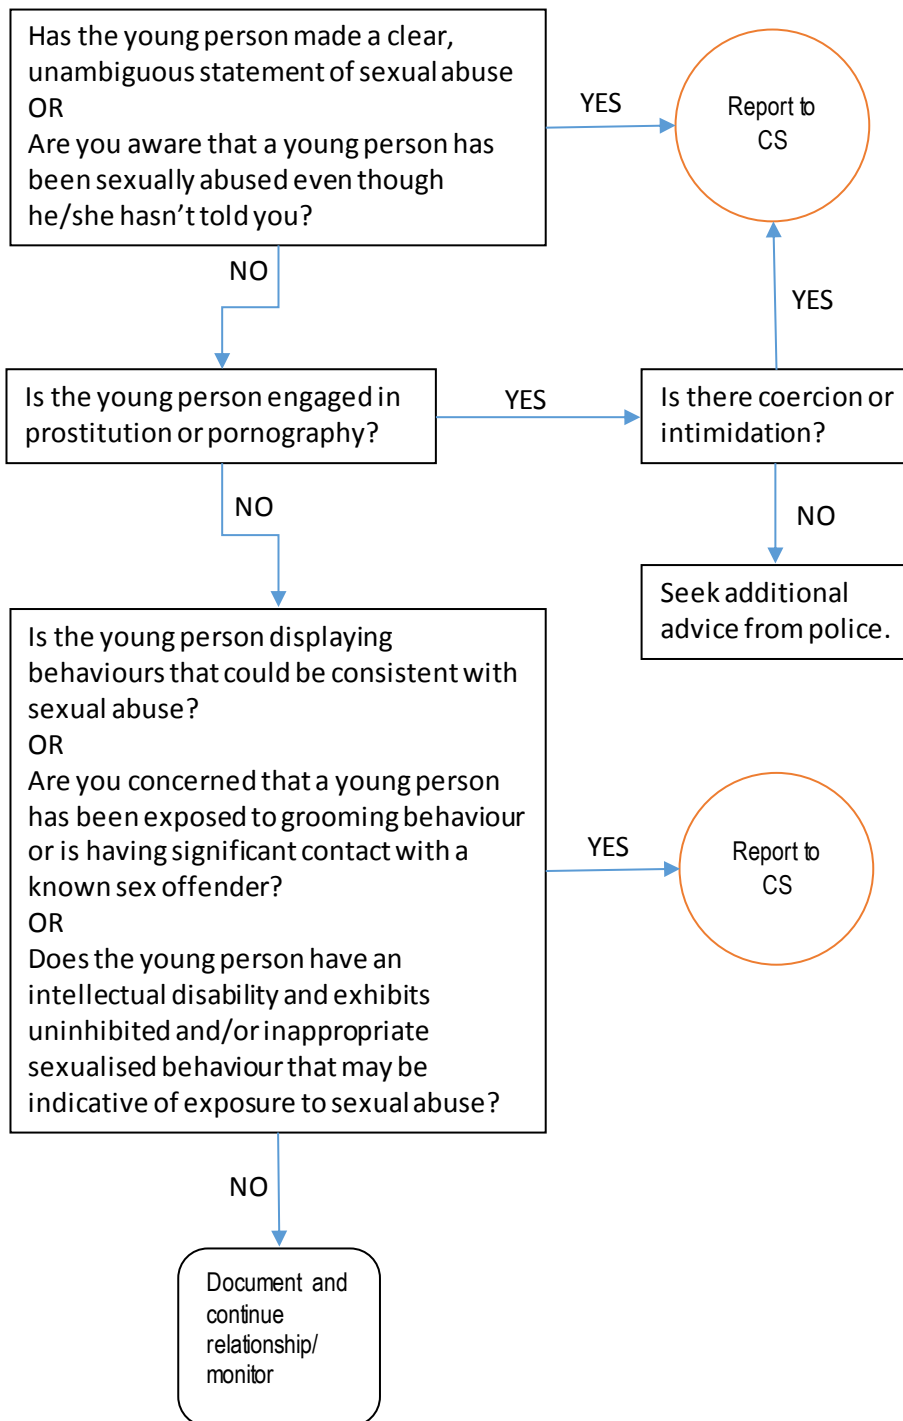 Has the young person made a clear,
unambiguous statement of sexual abuse
OR
Are you aware that a young person has
been sexually abused even though
he/she hasn't told you?
YES
Report to
CS
NO
YES
Is the young person engaged in
prostitution or pornography?
YES
Is there coercion or
intimidation?
NO
NO
Seek additional
advice from police.
Is the young person displaying
behaviours that could be consistent with
sexual abuse?
OR
Are you concerned that a young person
has been exposed to grooming behaviour
or is having significant contact with a
known sex offender?
OR
Does the young person have an
intellectual disability and exhibits
uninhibited and/or inappropriate
sexualised behaviour that may be
indicative of exposure to sexual abuse?
YES
Report to
CS
NO
Document and
continue
relationship/
monitor